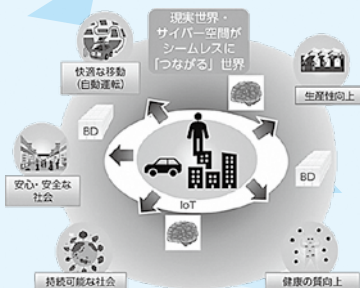 現実世界・
サイバー空間が
シームレスに
「つながる」世界
快適な移動
(自動運転)
生産性向上
BD
安心・安全な
社会
BD
IoT
持続可能な社会
健康の質向上